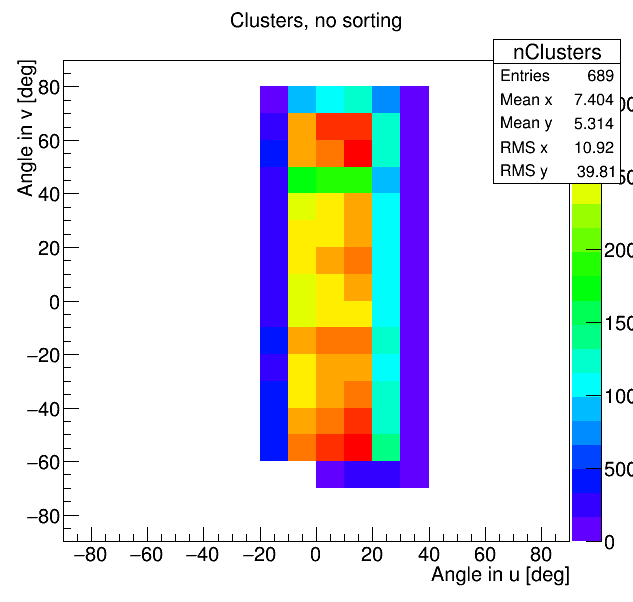 Clusters, no sorting
nClusters
Entries 689
Mean x 7.404
Mean y 5.314
RMS x 10.92
RMS y 39.81
Angle in v [deg]
80
60
40
20
0
−20
−40
−60
−80
−80 −60 −40 −20 0 20 40 60 80
Angle in u [deg]
200
150
100
500
0